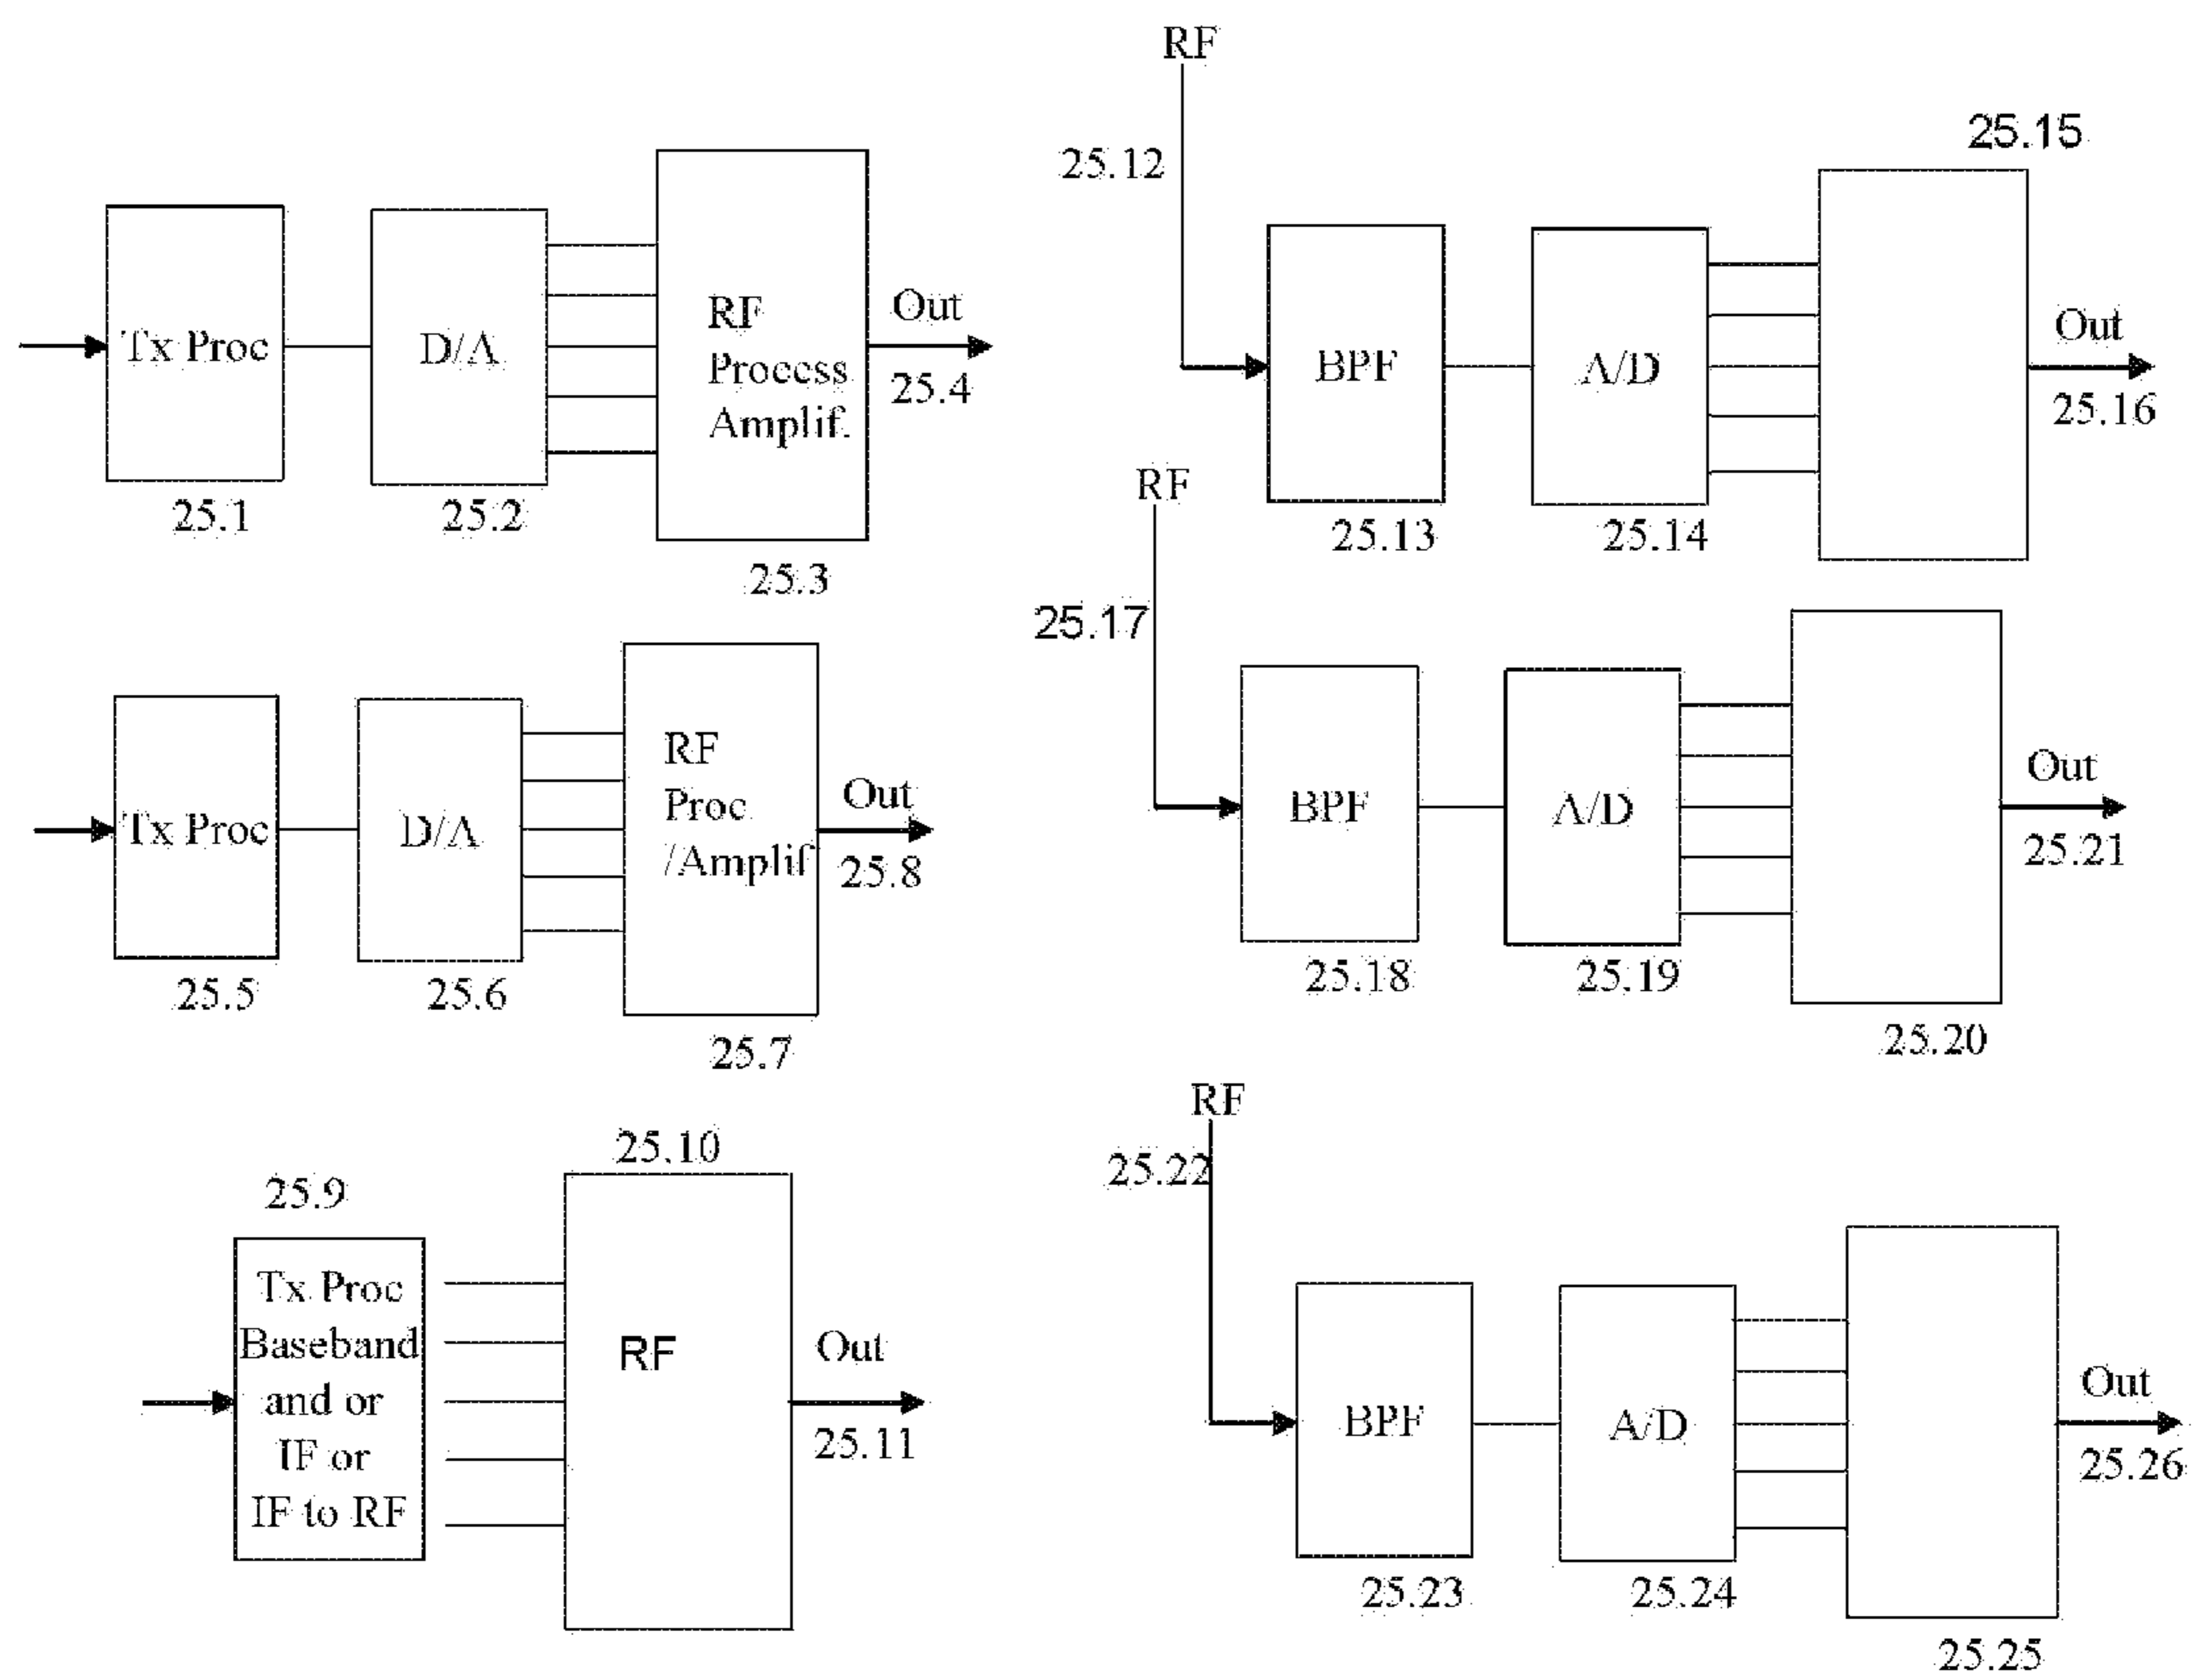 Tx Proc
25.1
D/A
25.2
RF
Process
Amplif.
25.3
Out
25.4
Tx Proc
25.5
D/A
25.6
RF
Proc
/Amplif
25.7
Out
25.8
25.9
Tx Proc
Baseband
and or
IF or
IF to RF
25.10
RF
Out
25.11
RF
25.12
BPF
25.13
A/D
25.14
25.15
Out
25.16
RF
25.17
BPF
25.18
A/D
25.19
25.20
Out
25.21
RF
25.22
BPF
25.23
A/D
25.24
25.25
Out
25.26